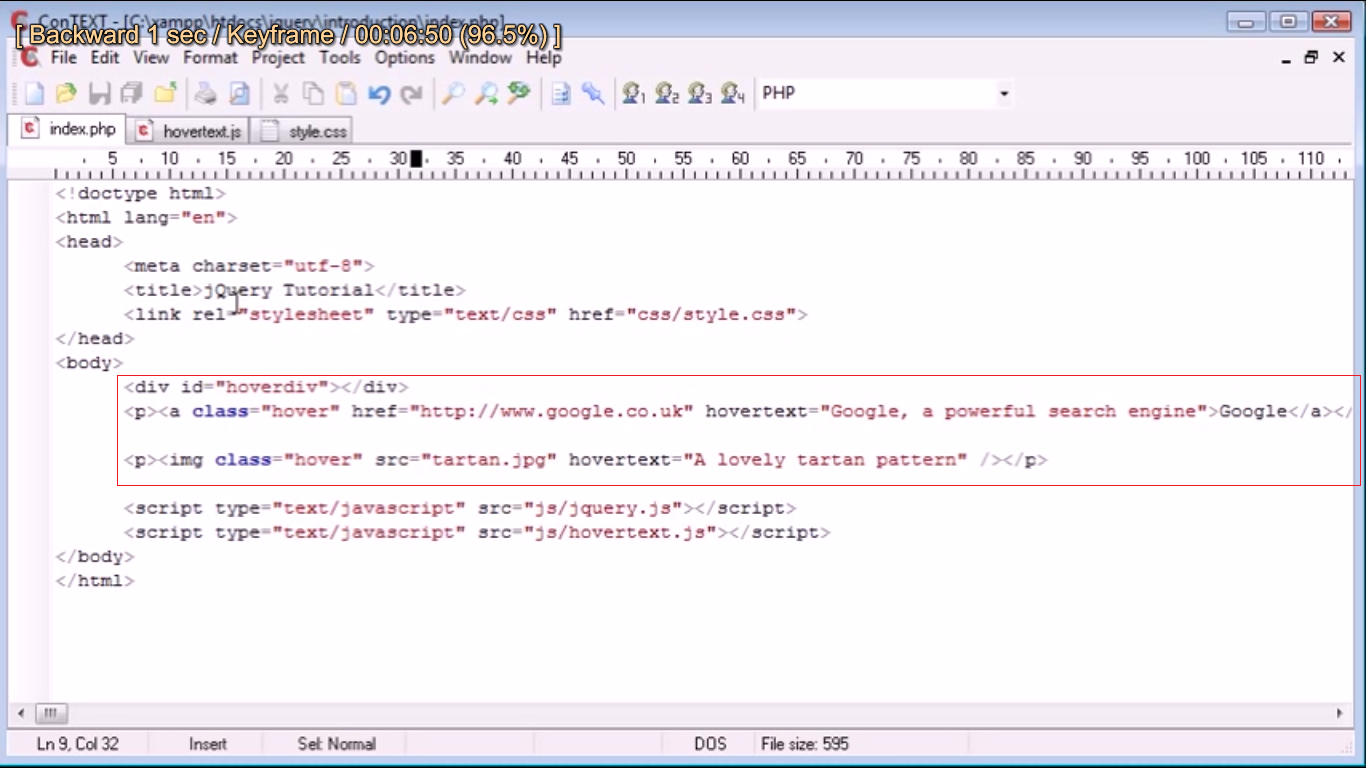 ConTEXT - [C:\xampp\htdocs\jquery\introduction\index.php]
[ Backward 1 sec / Keyframe / 00:06:50 (96.5%) ]
File Edit View Format Project Tools Options Window Help
1 2 3 4 PHP
index.php hovertext.js style.css
5 10 15 20 25 30 35 40 45 50 55 60 65 70 75 80 85 90 95 100 105 110
<!doctype html>
<html lang="en">
<head>
<meta charset="utf-8">
<title>jQuery Tutorial</title>
<link rel="stylesheet" type="text/css" href="css/style.css">
</head>
<body>
<div id="hoverdiv"></div>
<p><a class="hover" href="http://www.google.co.uk" hovertext="Google, a powerful search engine">Google</a></
<p><img class="hover" src="tartan.jpg" hovertext="A lovely tartan pattern" /></p>
<script type="text/javascript" src="js/jquery.js"></script>
<script type="text/javascript" src="js/hovertext.js"></script>
</body>
</html>
Ln 9, Col 32 Insert Sel: Normal DOS File size: 595